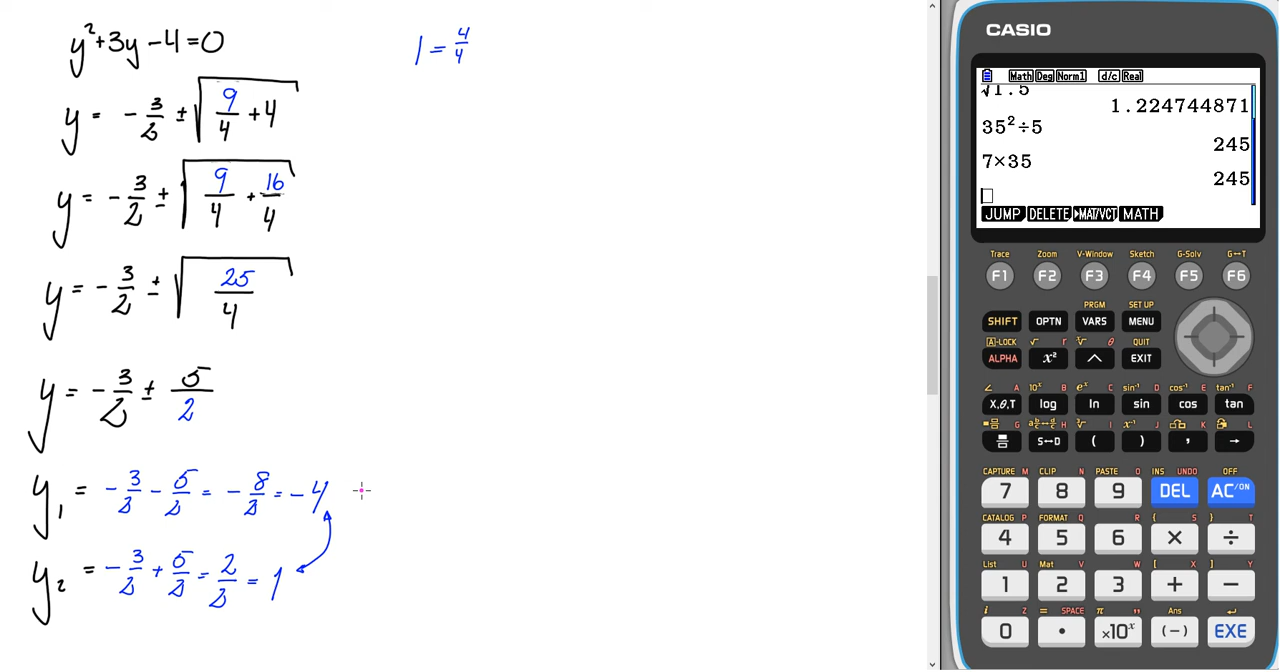 y² + 3y − 4 = 0
1 = 4/4
y = − 3/2 ± √(9/4 + 4)
y = − 3/2 ± √(9/4 + 16/4)
y = − 3/2 ± √(25/4)
y = − 3/2 ± 5/2
y₁ = − 3/2 − 5/2 = − 8/2 = − 4
y₂ = − 3/2 + 5/2 = 2/2 = 1
CASIO
Math Deg Norm1 d/c Real
√1.5
1.224744871
35²÷5
245
7×35
245
JUMP DELETE ▶MAT/VCT MATH
Trace Zoom V-Window Sketch G-Solv G↔T
F1 F2 F3 F4 F5 F6
PRGM SET UP
SHIFT OPTN VARS MENU
A-LOCK √ r θ QUIT
ALPHA x² ^ EXIT
∠ A 10ˣ B eˣ C sin⁻¹ D cos⁻¹ E tan⁻¹ F
X,θ,T log ln sin cos tan
G H I x⁻¹ J K L
S↔D ( ) , →
CAPTURE M CLIP N PASTE O INS UNDO OFF
7 8 9 DEL AC/ON
CATALOG P FORMAT Q R { S } T
4 5 6 × ÷
List U Mat V W [ X ] Y
1 2 3 + −
i Z = SPACE π " Ans ↵
0 • ×10ˣ (−) EXE